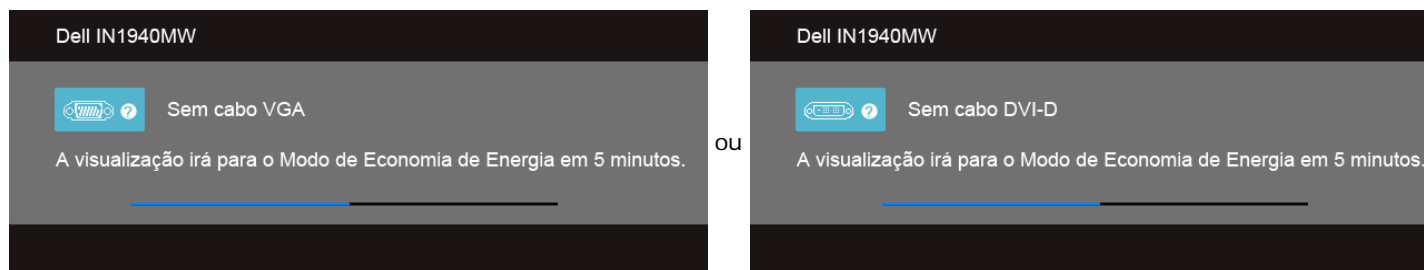 Dell IN1940MW
Sem cabo VGA
A visualização irá para o Modo de Economia de Energia em 5 minutos.
ou
Dell IN1940MW
Sem cabo DVI-D
A visualização irá para o Modo de Economia de Energia em 5 minutos.